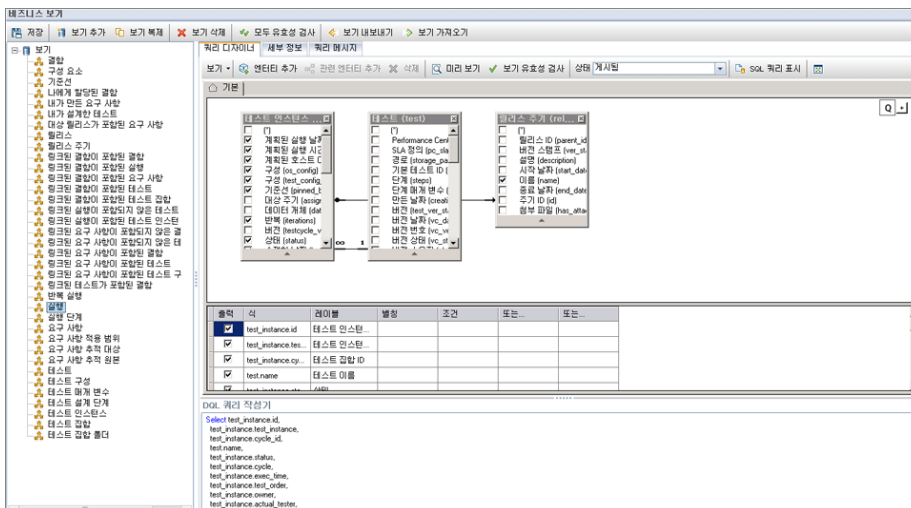 비즈니스 보기
저장 보기 추가 보기 복제 보기 삭제 모두 유효성 검사 보기 내보내기 보기 가져오기
보기
결함
구성 요소
기준선
나에게 할당된 결함
내가 만든 요구 사항
내가 설계한 테스트
대상 릴리스가 포함된 요구 사항
릴리스
릴리스 주기
링크된 결함이 포함된 결함
링크된 결함이 포함된 실행
링크된 결함이 포함된 요구 사항
링크된 결함이 포함된 테스트
링크된 결함이 포함된 테스트 집합
링크된 실행이 포함되지 않은 테스트
링크된 실행이 포함된 테스트 인스턴
링크된 요구 사항이 포함되지 않은 결
링크된 요구 사항이 포함되지 않은 테
링크된 요구 사항이 포함된 결함
링크된 요구 사항이 포함된 테스트
링크된 요구 사항이 포함된 테스트 구
링크된 테스트가 포함된 결함
반복 실행
실행
실행 단계
요구 사항
요구 사항 적용 범위
요구 사항 추적 대상
요구 사항 추적 원본
테스트
테스트 구성
테스트 매개 변수
테스트 설계 단계
테스트 인스턴스
테스트 집합
테스트 집합 폴더
쿼리 디자이너 세부 정보 쿼리 메시지
보기 엔터티 추가 관련 엔터티 추가 삭제 미리 보기 보기 유효성 검사 상태 게시됨 SQL 쿼리 표시
기본
Q
테스트 인스턴스 ...
(*)
계획된 실행 날짜
계획된 실행 시간
계획된 호스트 
구성 (os_config)
구성 (test_config_
기준선 (pinned_b
대상 주기 (assign
데이터 개체 (dat
반복 (iterations)
버전 (testcycle_v
상태 (status)
∞ 1
테스트 (test)
(*)
Performance Cent
SLA 정의 (pc_sla
경로 (storage_pa
기본 테스트 ID (
단계 (steps)
단계 매개 변수 (
만든 날짜 (creati
버전 (test_ver_st
버전 날짜 (vc_da
버전 번호 (vc_ve
버전 상태 (vc_st
릴리스 주기 (rel...
(*)
릴리스 ID (parent_id
버전 스탬프 (ver_st
설명 (description)
시작 날짜 (start_dat
이름 (name)
종료 날짜 (end_date
주기 ID (id)
첨부 파일 (has_atta
출력 식 레이블 별칭 조건 또는... 또는...
test_instance.id 테스트 인스턴...
test_instance.tes... 테스트 인스턴...
test_instance.cy... 테스트 집합 ID
test.name 테스트 이름
DQL 쿼리 작성기
Select test_instance.id,
test_instance.test_instance,
test_instance.cycle_id,
test.name,
test_instance.status,
test_instance.cycle,
test_instance.exec_time,
test_instance.test_order,
test_instance.owner,
test_instance.actual_tester,